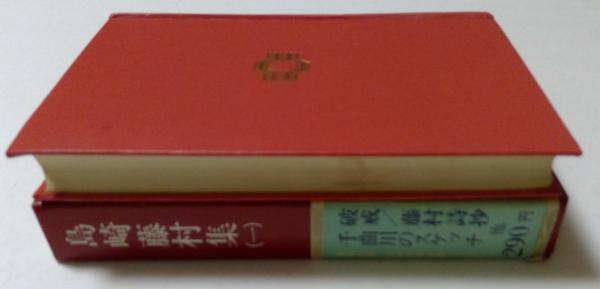 島崎藤村集(一)
破戒/藤村詩抄
千曲川のスケッチ 他
290円